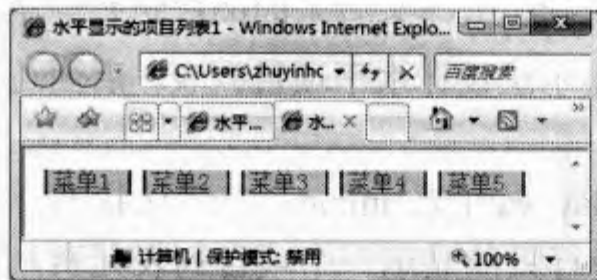 水平显示的项目列表1 - Windows Internet Explo...
C:\Users\zhuyinhc
百度搜索
水平...
水..
菜单1 菜单2 菜单3 菜单4 菜单5
计算机 | 保护模式: 禁用 100%